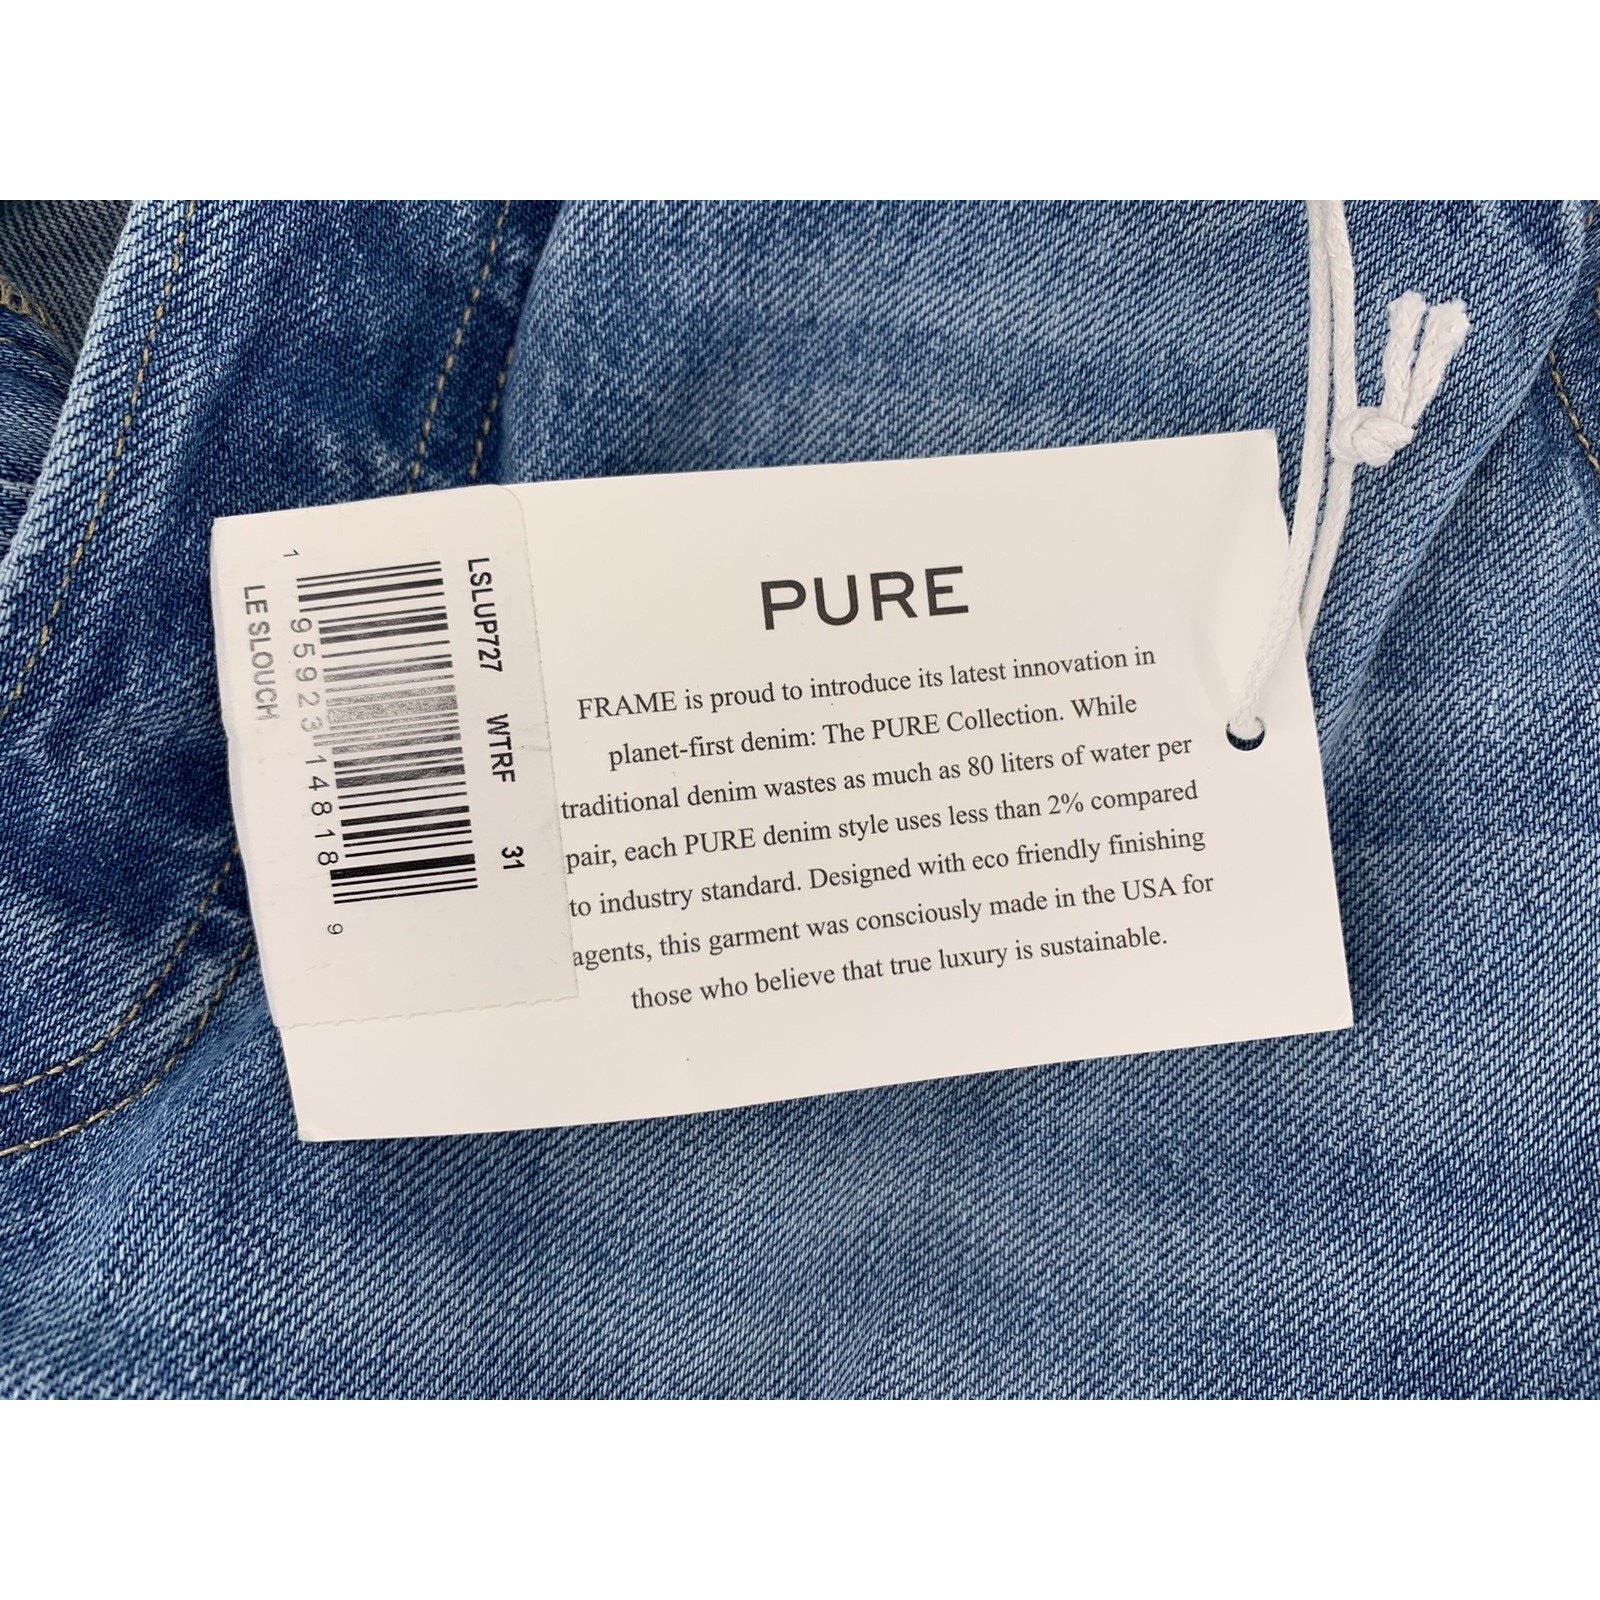 PURE
FRAME is proud to introduce its latest innovation in
planet-first denim: The PURE Collection. While
traditional denim wastes as much as 80 liters of water per
pair, each PURE denim style uses less than 2% compared
to industry standard. Designed with eco friendly finishing
agents, this garment was consciously made in the USA for
those who believe that true luxury is sustainable.
LSLUP727 WTRF 31
1 95923 14818 9
LE SLOUCH